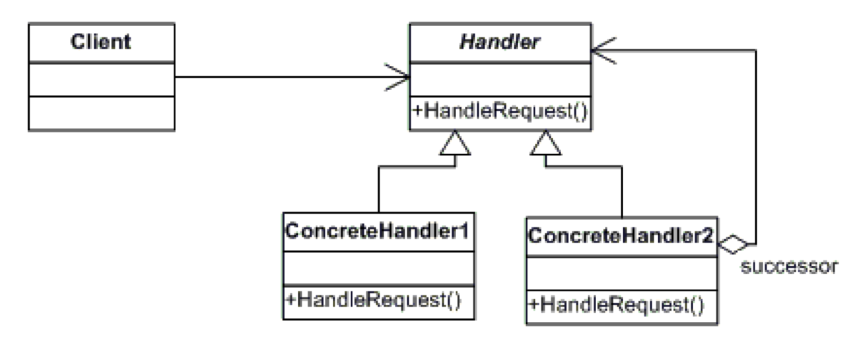 Client
Handler
+HandleRequest()
ConcreteHandler1
+HandleRequest()
ConcreteHandler2
successor
+HandleRequest()